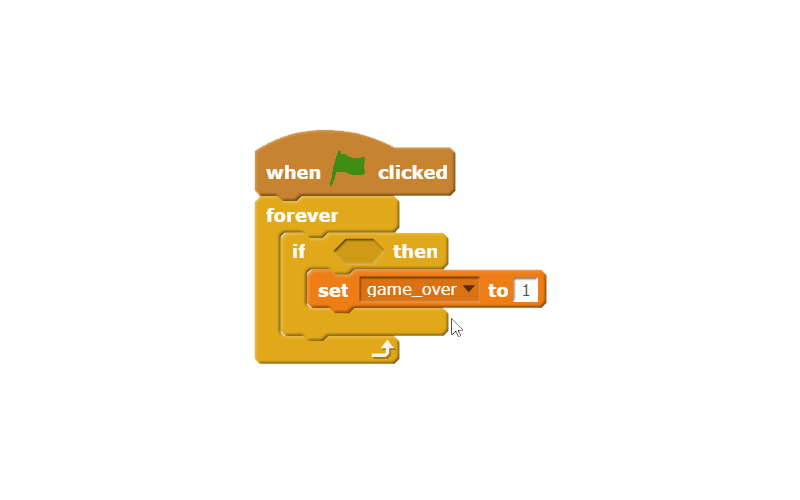 when clicked
forever
if then
set game_over to 1